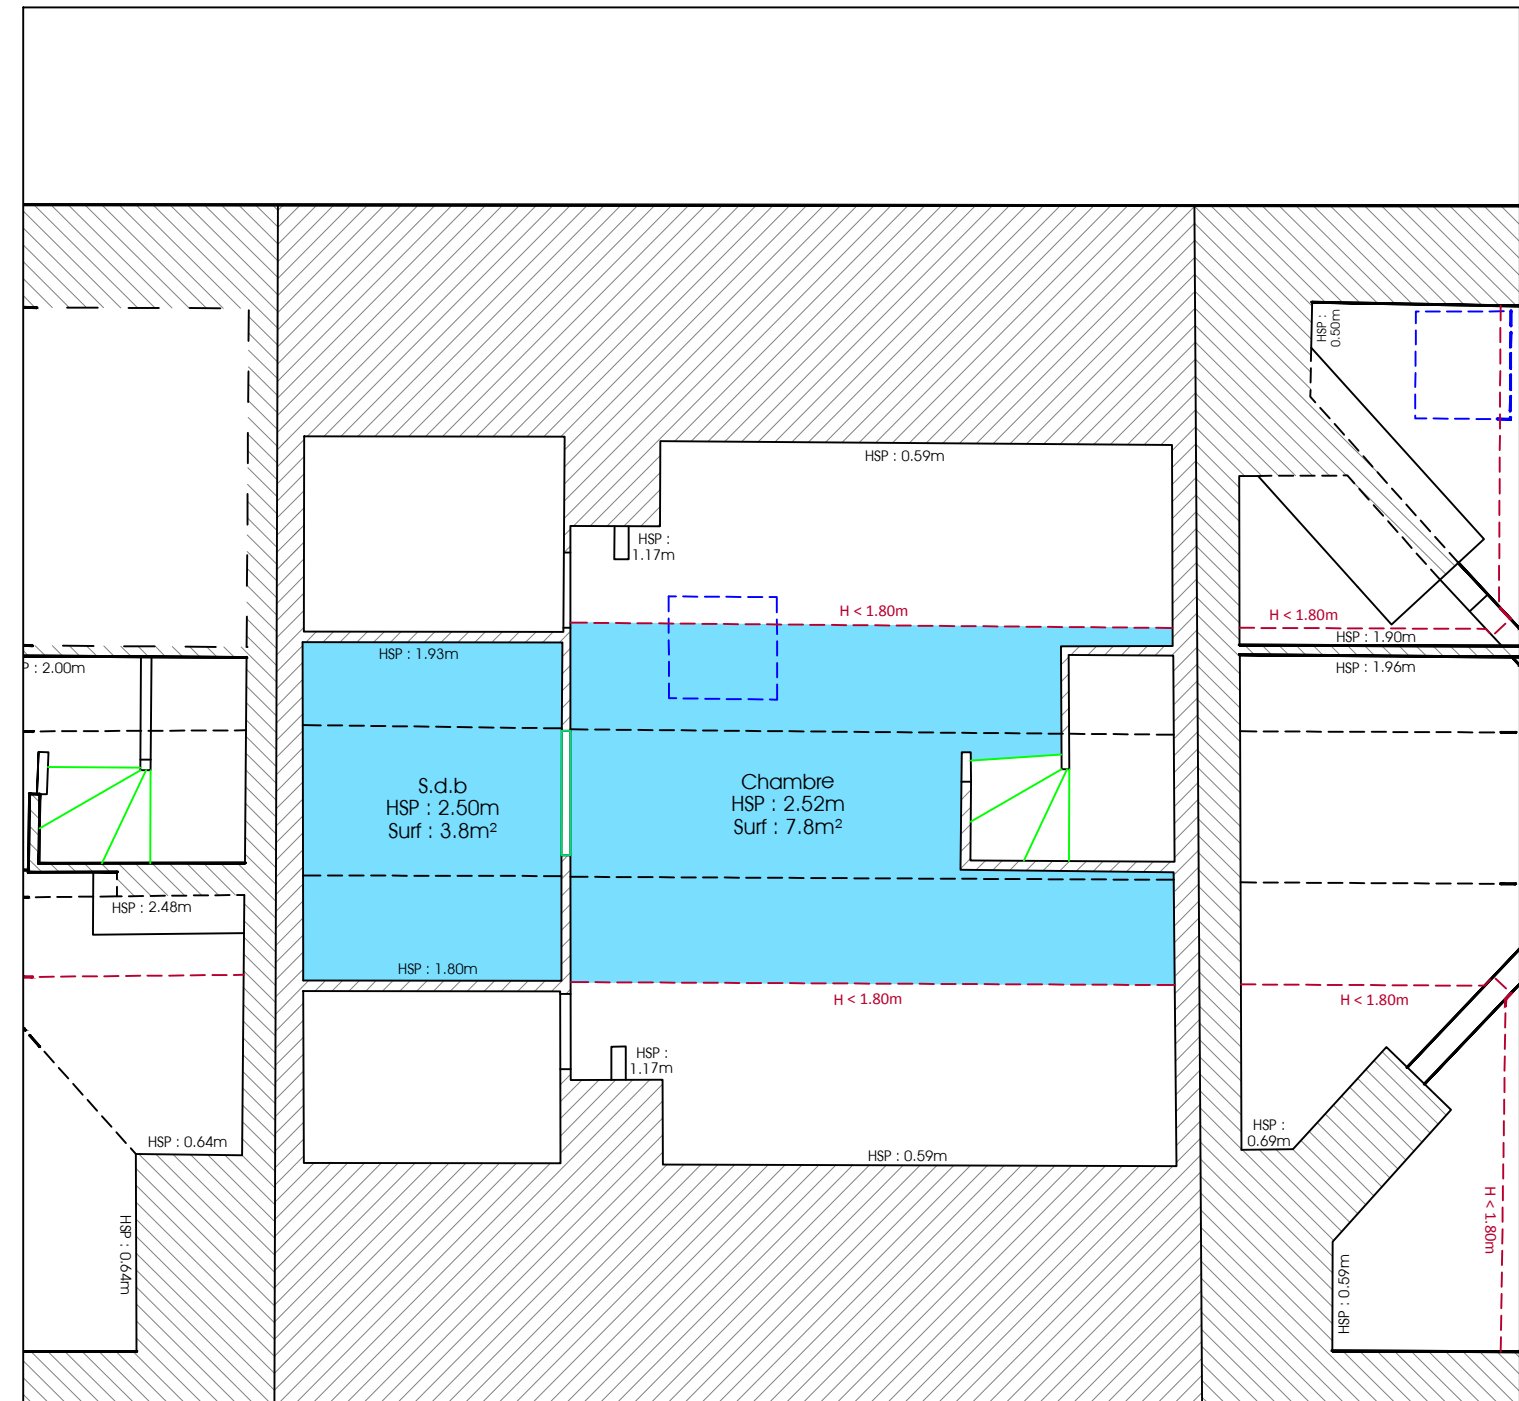 HSP :
0.50m
HSP : 0.59m
HSP :
1.17m
H < 1.80m
H < 1.80m
HSP : 1.90m
HSP : 1.93m
P : 2.00m
HSP : 1.96m
S.d.b
HSP : 2.50m
Surf : 3.8m²
Chambre
HSP : 2.52m
Surf : 7.8m²
HSP : 2.48m
HSP : 1.80m
H < 1.80m
H < 1.80m
HSP :
1.17m
HSP : 0.64m
HSP : 0.59m
HSP :
0.69m
HSP : 0.64m
H < 1.80m
HSP : 0.59m